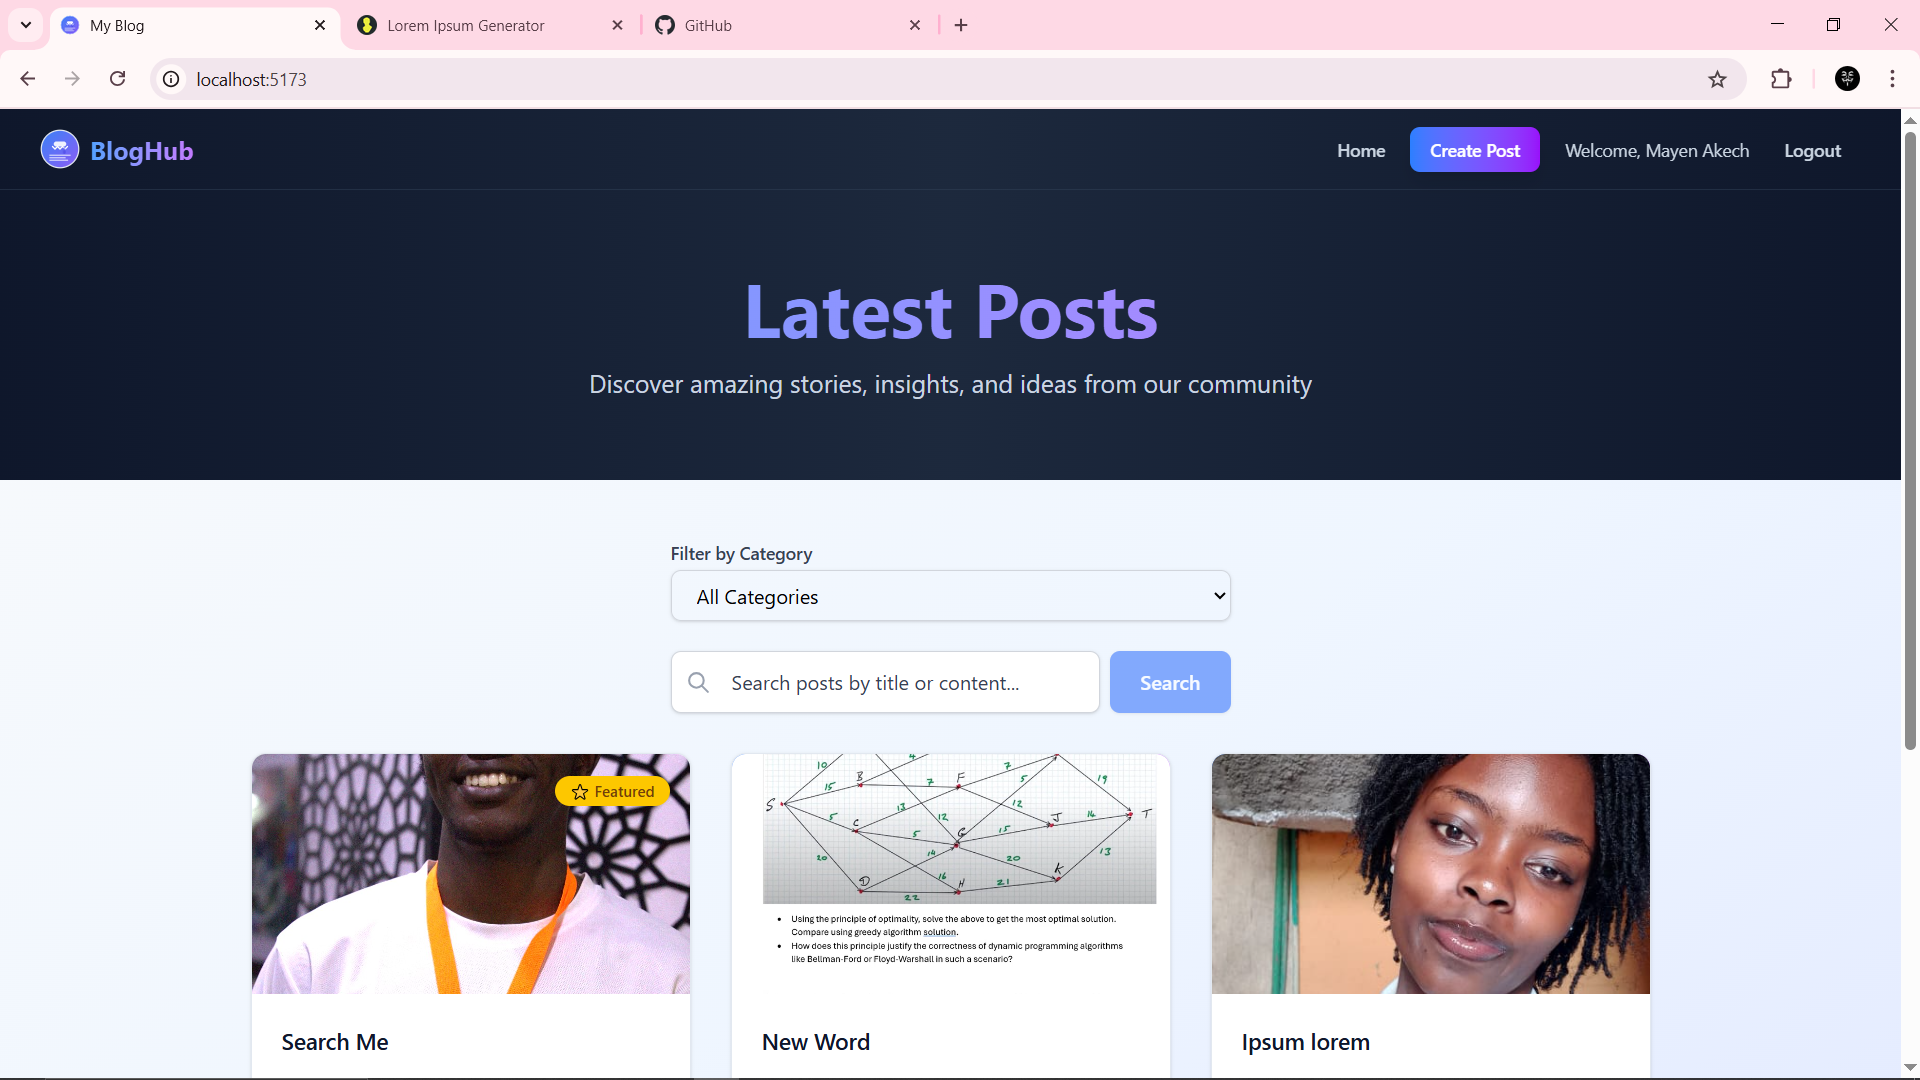 My Blog
Lorem Ipsum Generator
GitHub
localhost:5173
BlogHub
Home
Create Post
Welcome, Mayen Akech
Logout
Latest Posts
Discover amazing stories, insights, and ideas from our community
Filter by Category
All Categories
Search posts by title or content...
Search
Featured
10
4
7
B
F
19
15
7
5
S
13
12
5
C
12
J
14
T
5
G
15
20
14
20
13
D
16
K
H
21
22
• Using the principle of optimality, solve the above to get the most optimal solution.
Compare using greedy algorithm solution.
• How does this principle justify the correctness of dynamic programming algorithms
like Bellman-Ford or Floyd-Warshall in such a scenario?
Search Me
New Word
Ipsum lorem